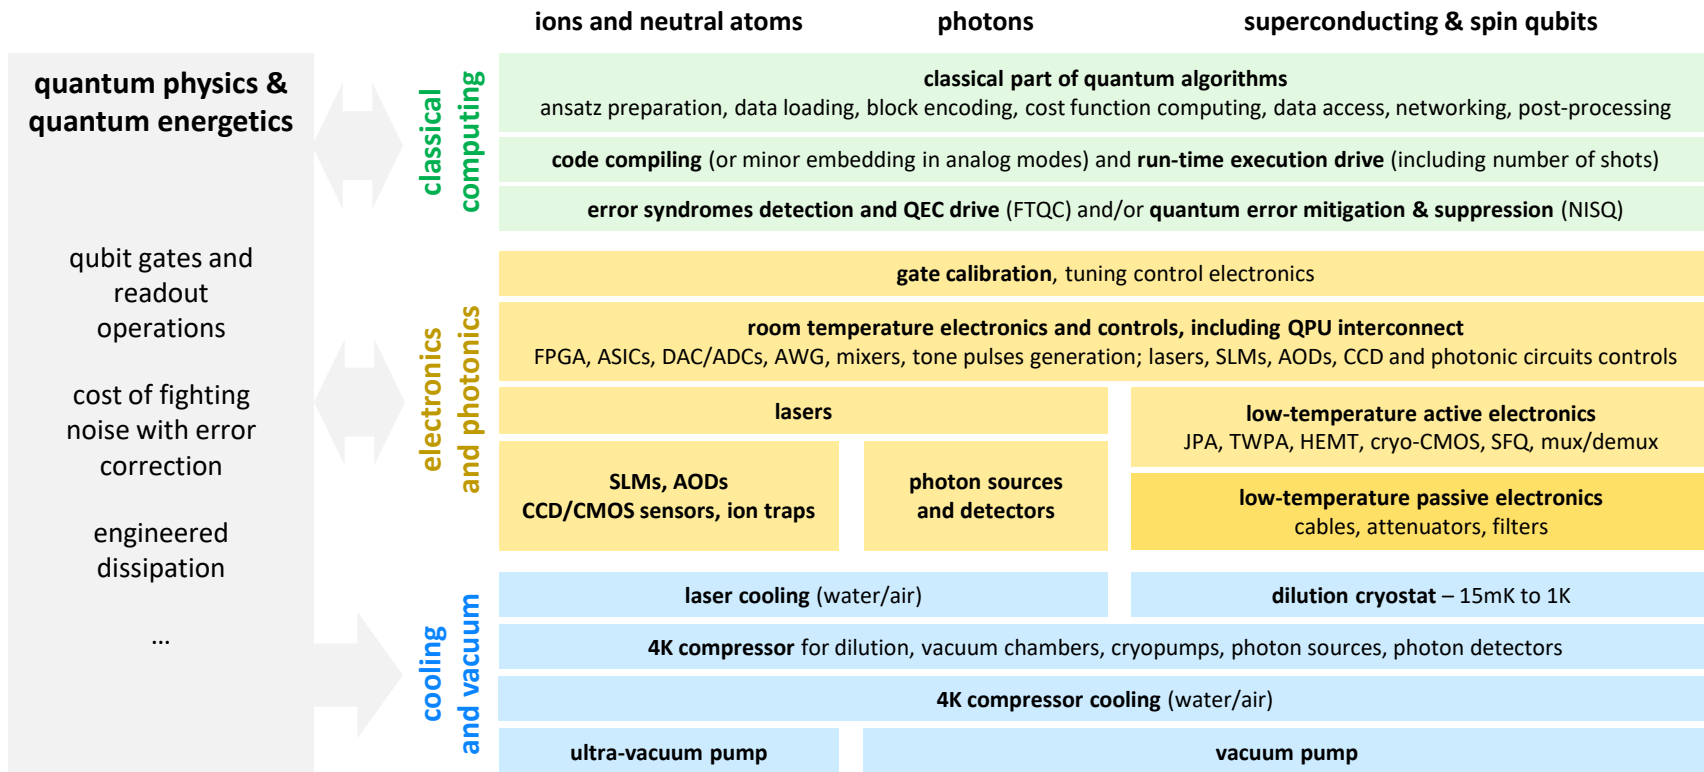 ions and neutral atoms
photons
superconducting & spin qubits
quantum physics &
quantum energetics
qubit gates and
readout
operations
cost of fighting
noise with error
correction
engineered
dissipation
...
classical
computing
classical part of quantum algorithms
ansatz preparation, data loading, block encoding, cost function computing, data access, networking, post-processing
code compiling (or minor embedding in analog modes) and run-time execution drive (including number of shots)
error syndromes detection and QEC drive (FTQC) and/or quantum error mitigation & suppression (NISQ)
electronics
and photonics
gate calibration, tuning control electronics
room temperature electronics and controls, including QPU interconnect
FPGA, ASICs, DAC/ADCs, AWG, mixers, tone pulses generation; lasers, SLMs, AODs, CCD and photonic circuits controls
lasers
low-temperature active electronics
JPA, TWPA, HEMT, cryo-CMOS, SFQ, mux/demux
SLMs, AODs
CCD/CMOS sensors, ion traps
photon sources
and detectors
low-temperature passive electronics
cables, attenuators, filters
cooling
and vacuum
laser cooling (water/air)
dilution cryostat – 15mK to 1K
4K compressor for dilution, vacuum chambers, cryopumps, photon sources, photon detectors
4K compressor cooling (water/air)
ultra-vacuum pump
vacuum pump